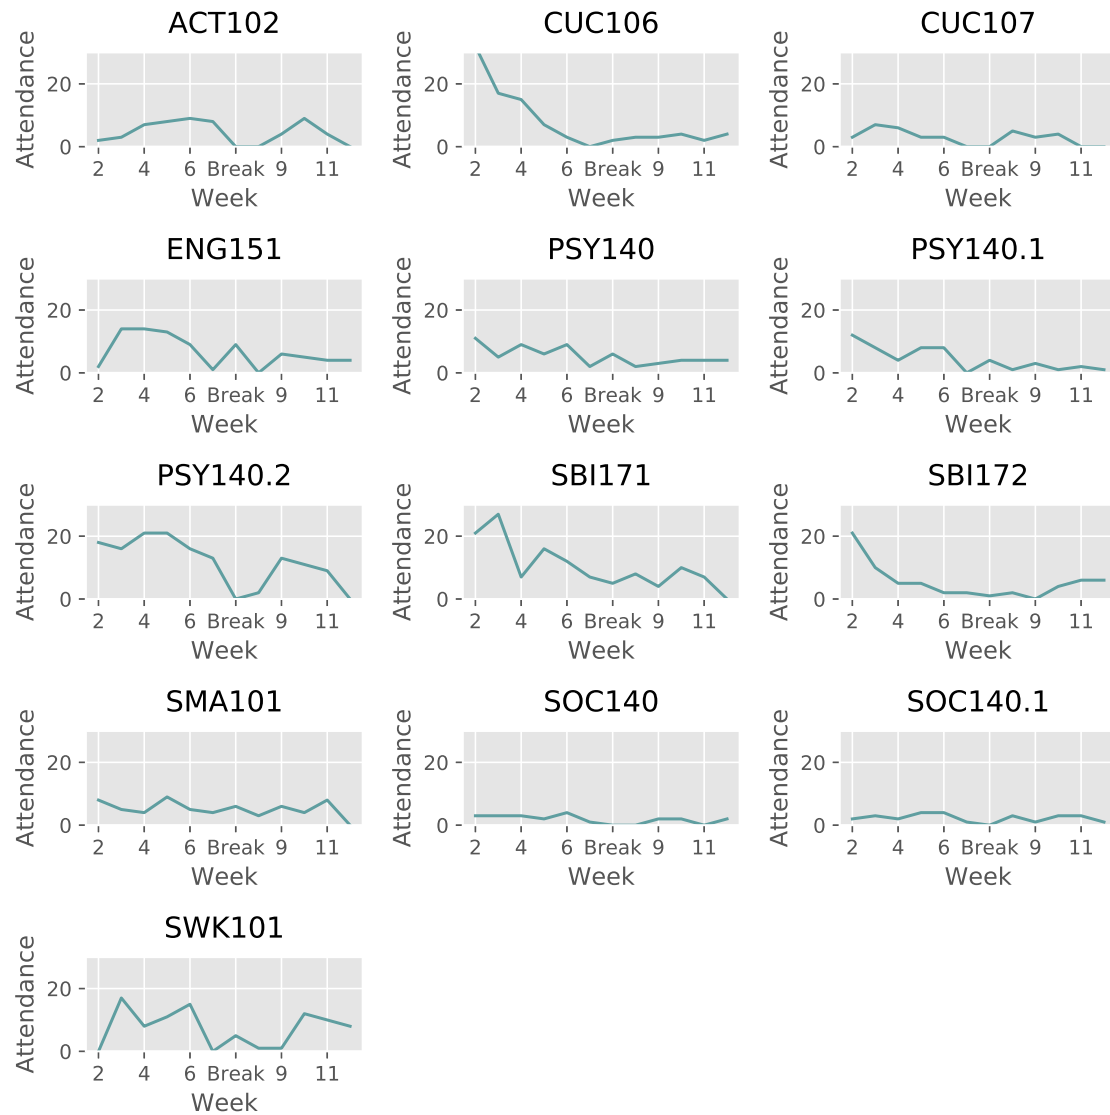 ACT102 CUC106 CUC107
Attendance Attendance Attendance
20 20 20
0 0 0
2 4 6 Break 9 11 2 4 6 Break 9 11 2 4 6 Break 9 11
Week Week Week
ENG151 PSY140 PSY140.1
Attendance Attendance Attendance
20 20 20
0 0 0
2 4 6 Break 9 11 2 4 6 Break 9 11 2 4 6 Break 9 11
Week Week Week
PSY140.2 SBI171 SBI172
Attendance Attendance Attendance
20 20 20
0 0 0
2 4 6 Break 9 11 2 4 6 Break 9 11 2 4 6 Break 9 11
Week Week Week
SMA101 SOC140 SOC140.1
Attendance Attendance Attendance
20 20 20
0 0 0
2 4 6 Break 9 11 2 4 6 Break 9 11 2 4 6 Break 9 11
Week Week Week
SWK101
Attendance
20
0
2 4 6 Break 9 11
Week